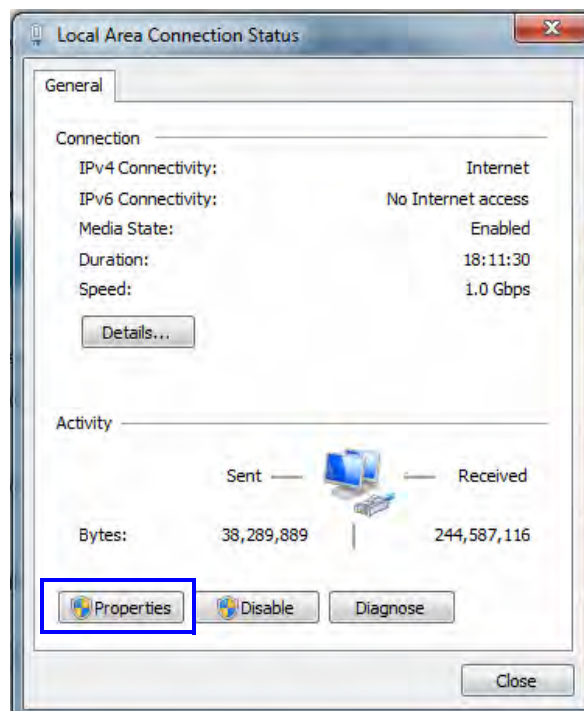 Local Area Connection Status
General
Connection
IPv4 Connectivity: Internet
IPv6 Connectivity: No Internet access
Media State: Enabled
Duration: 18:11:30
Speed: 1.0 Gbps
Details...
Activity
Sent Received
Bytes: 38,289,889 244,587,116
Properties Disable Diagnose
Close